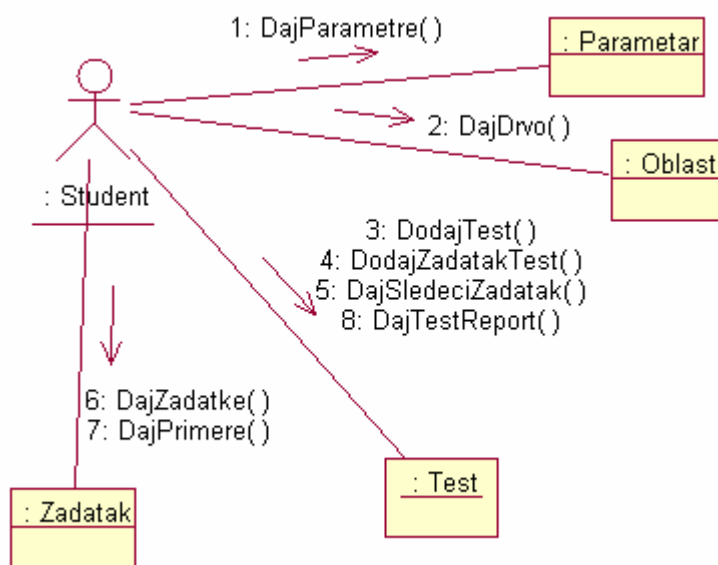 1: DajParametre()
: Parametar
2: DajDrvo()
: Oblast
: Student
3: DodajTest()
4: DodajZadatakTest()
5: DajSledeciZadatak()
8: DajTestReport()
6: DajZadatke()
7: DajPrimere()
: Test
: Zadatak